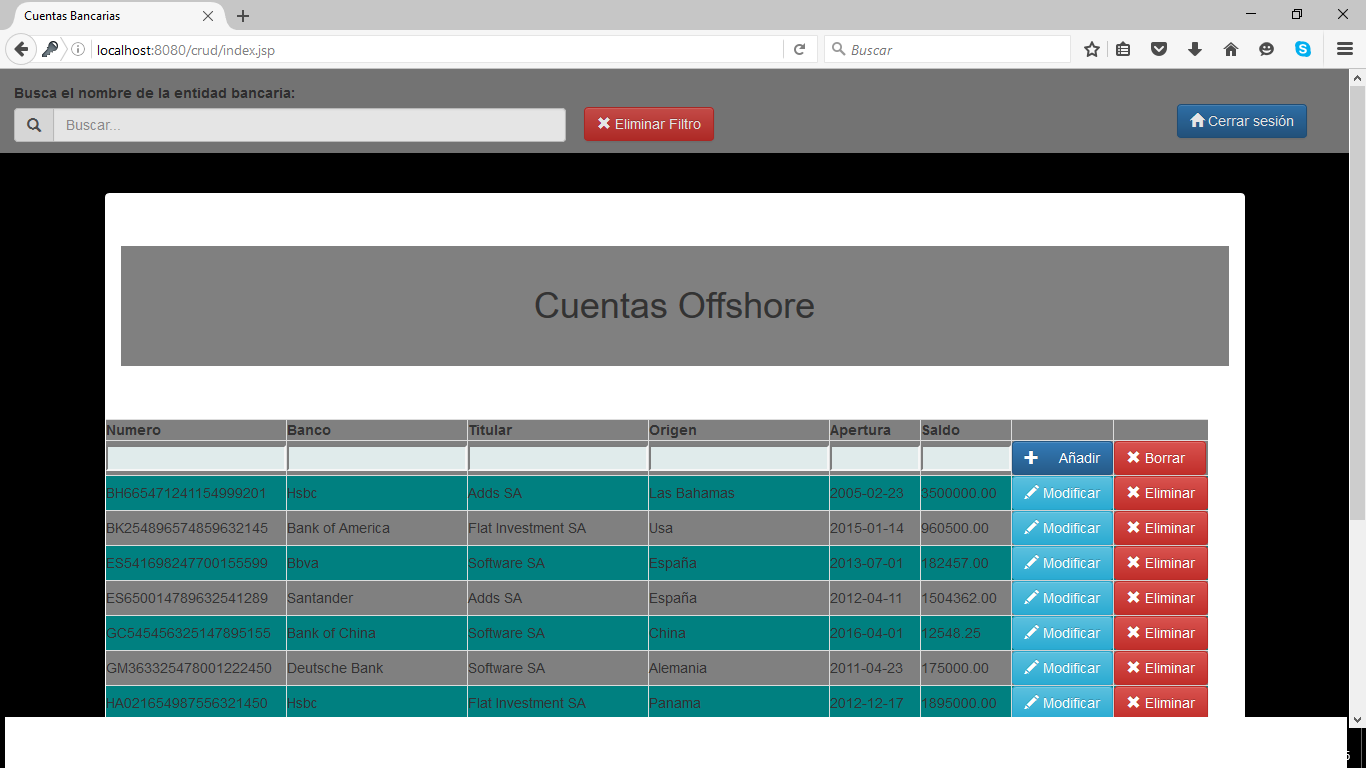 Cuentas Bancarias
localhost:8080/crud/index.jsp
Buscar
Busca el nombre de la entidad bancaria:
Buscar...
Eliminar Filtro
Cerrar sesión
Cuentas Offshore
Numero Banco Titular Origen Apertura Saldo
Añadir Borrar
BH665471241154999201 Hsbc Adds SA Las Bahamas 2005-02-23 3500000.00 Modificar Eliminar
BK254896574859632145 Bank of America Flat Investment SA Usa 2015-01-14 960500.00 Modificar Eliminar
ES541698247700155599 Bbva Software SA España 2013-07-01 182457.00 Modificar Eliminar
ES650014789632541289 Santander Adds SA España 2012-04-11 1504362.00 Modificar Eliminar
GC545456325147895155 Bank of China Software SA China 2016-04-01 12548.25 Modificar Eliminar
GM363325478001222450 Deutsche Bank Software SA Alemania 2011-04-23 175000.00 Modificar Eliminar
HA021654987556321450 Hsbc Flat Investment SA Panama 2012-12-17 1895000.00 Modificar Eliminar